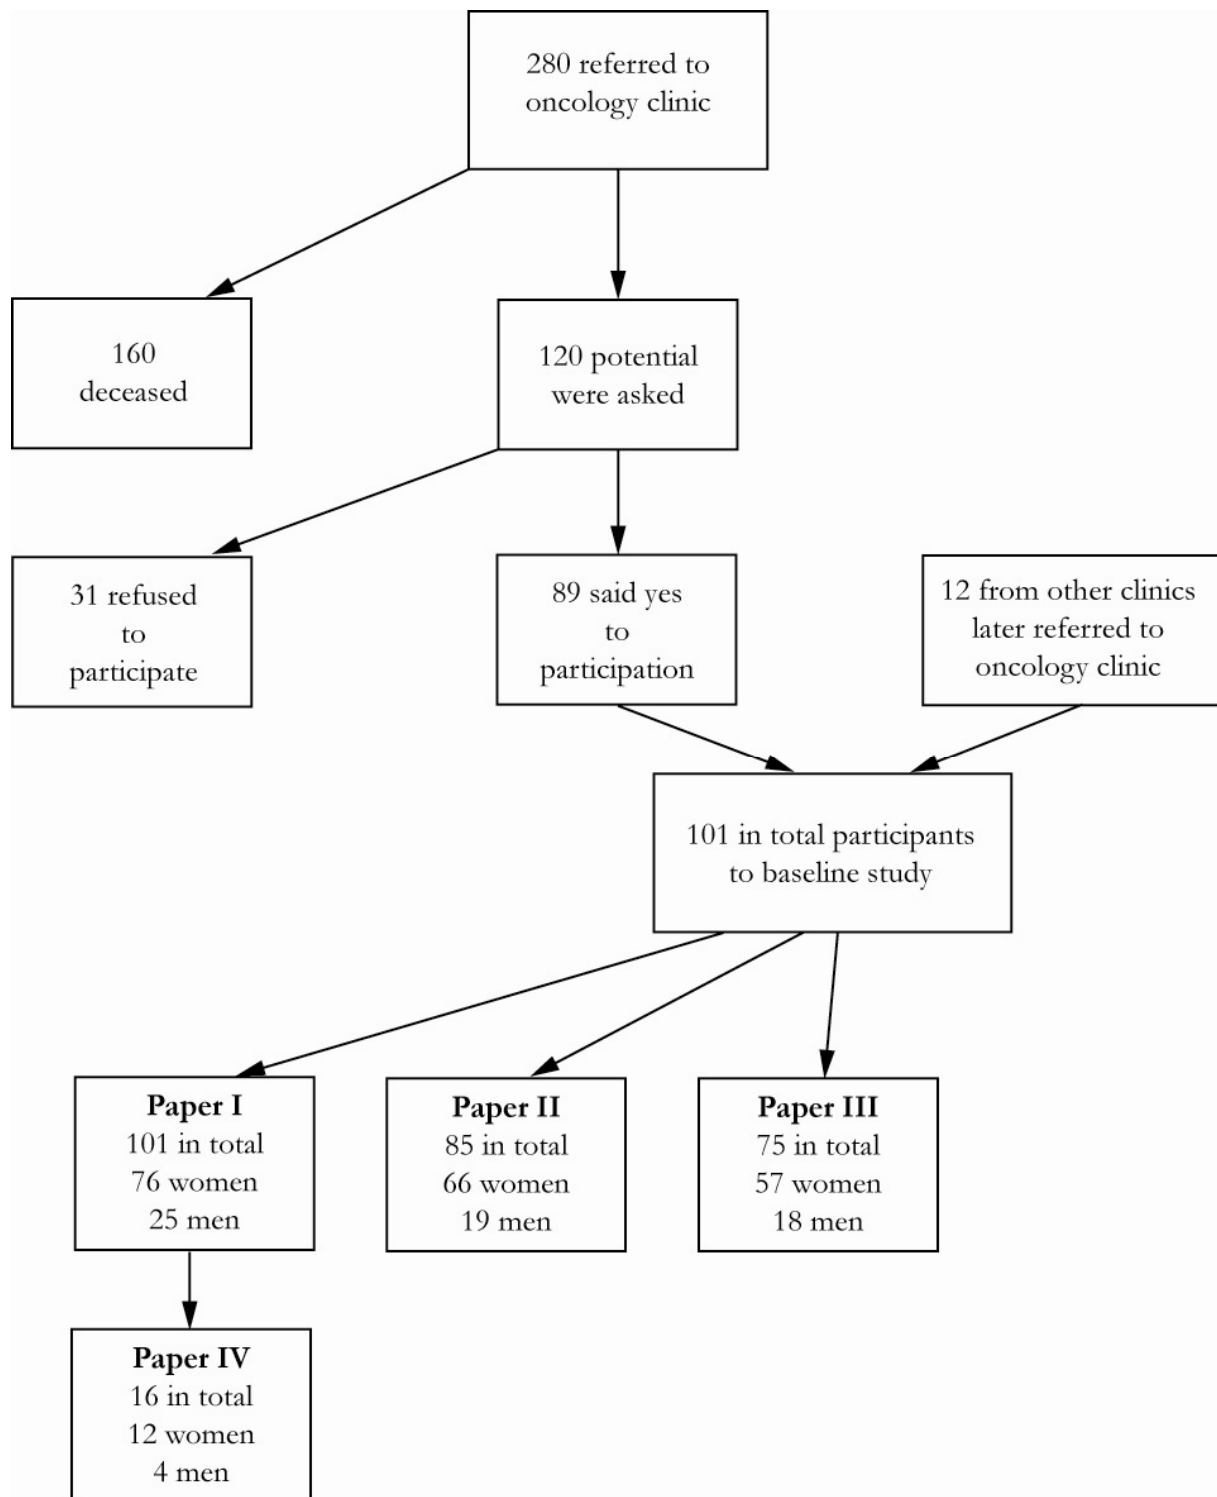 280 referred to
oncology clinic
160
deceased
120 potential
were asked
31 refused
to
participate
89 said yes
to
participation
12 from other clinics
later referred to
oncology clinic
101 in total participants
to baseline study
Paper I
101 in total
76 women
25 men
Paper II
85 in total
66 women
19 men
Paper III
75 in total
57 women
18 men
Paper IV
16 in total
12 women
4 men